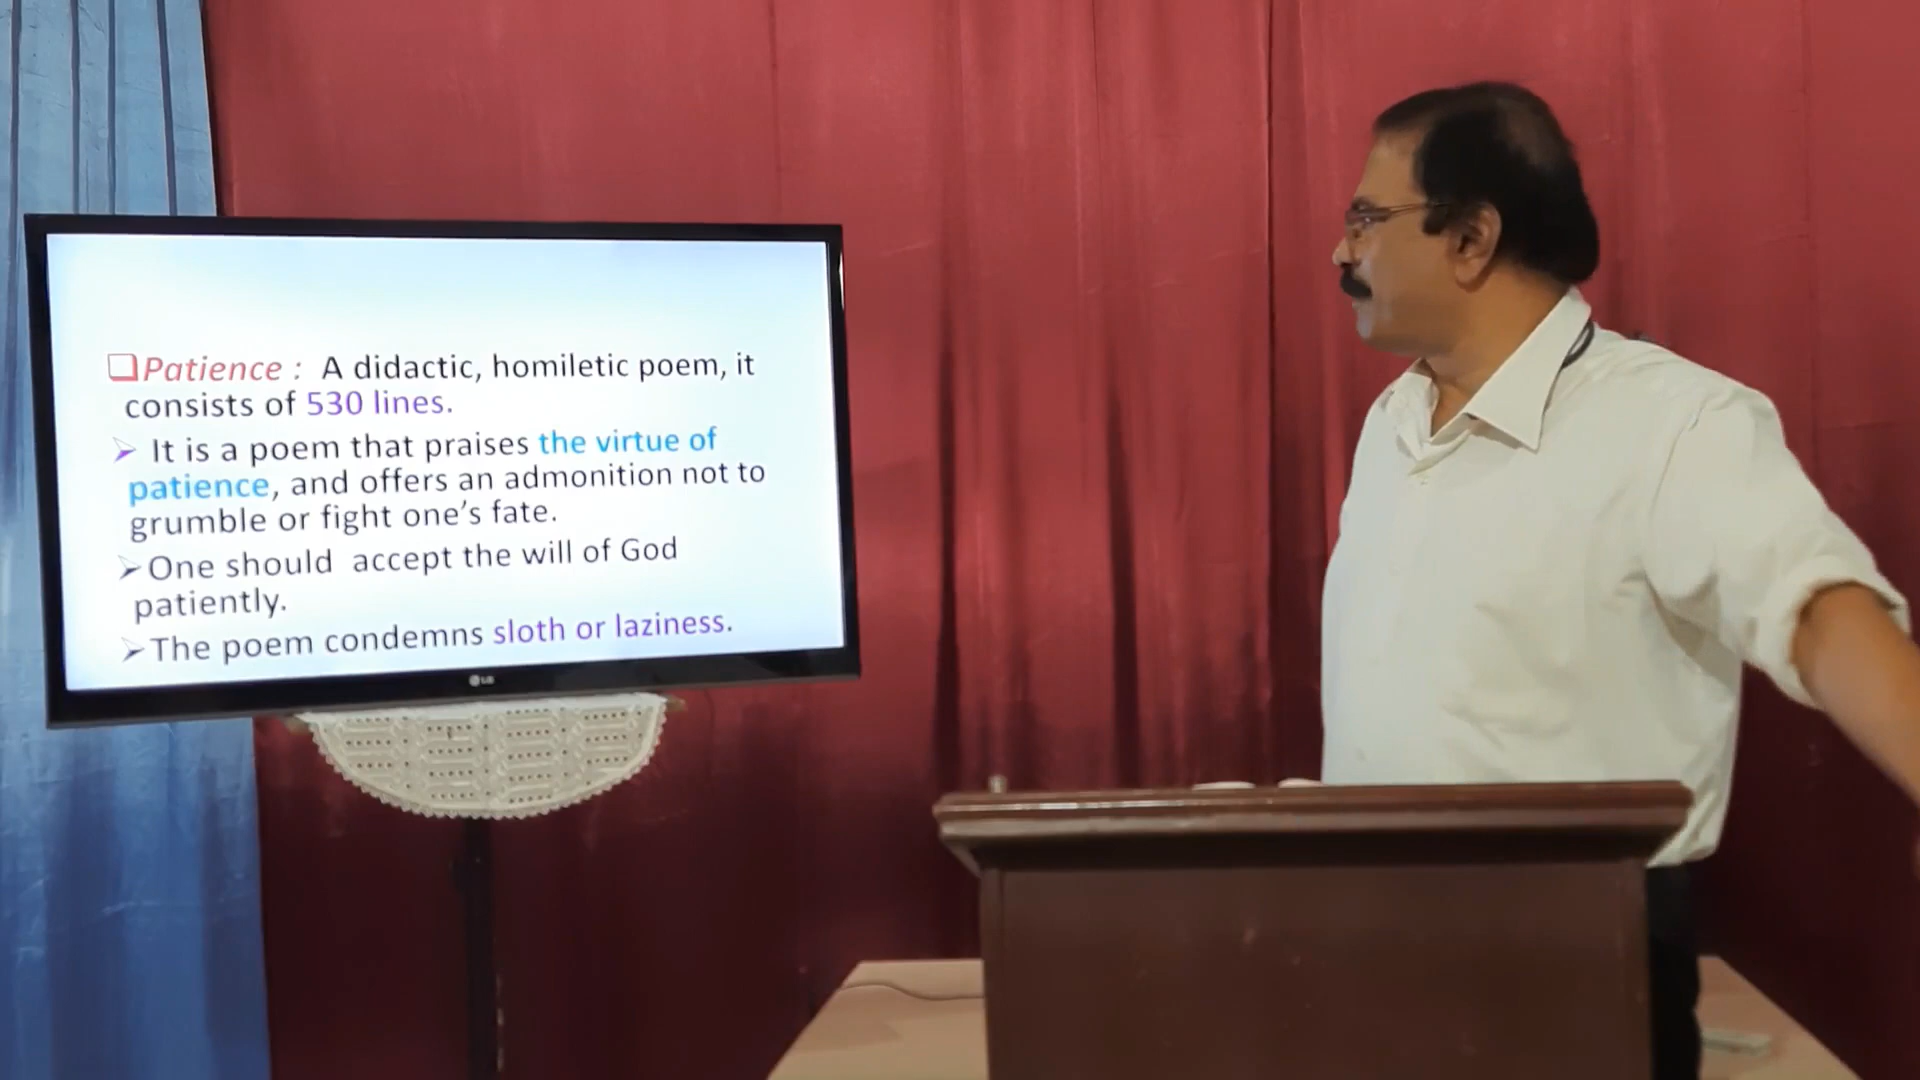 Patience : A didactic, homiletic poem, it
consists of 530 lines.
It is a poem that praises the virtue of
patience, and offers an admonition not to
grumble or fight one's fate.
One should accept the will of God
patiently.
The poem condemns sloth or laziness.
LG